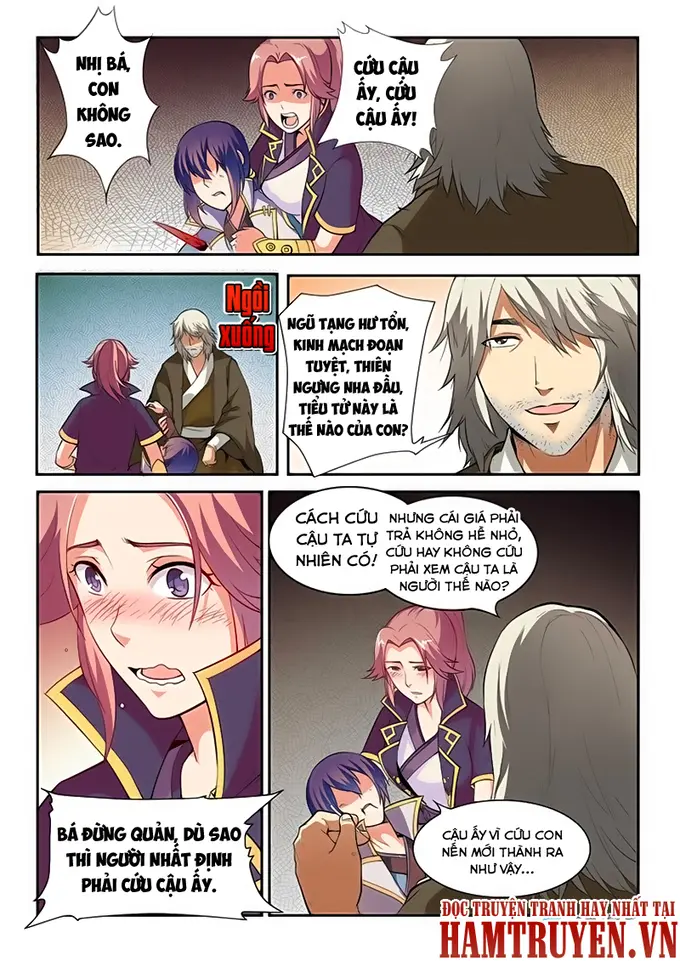 NHỊ BÁ,
CON
KHÔNG
SAO.
CỨU CẬU
ẤY, CỨU
CẬU ẤY!
Ngồi
xuống
NGŨ TẠNG HƯ TỔN,
KINH MẠCH ĐOẠN
TUYỆT, THIÊN
NGƯNG NHA ĐẦU,
TIỂU TỬ NÀY LÀ
THẾ NÀO CỦA CON?
CÁCH CỨU
CẬU TA TỰ
NHIÊN CÓ!
NHƯNG CÁI GIÁ PHẢI
TRẢ KHÔNG HỀ NHỎ,
CỨU HAY KHÔNG CỨU
PHẢI XEM CẬU TA LÀ
NGƯỜI THẾ NÀO?
BÁ ĐỪNG QUẢN, DÙ SAO
THÌ NGƯỜI NHẤT ĐỊNH
PHẢI CỨU CẬU ẤY.
CẬU ẤY VÌ CỨU CON
NẾN MỚI THÀNH RA
NHƯ VẬY...
ĐỌC TRUYỆN TRANH HAY NHẤT TẠI
HAMTRUYEN.VN